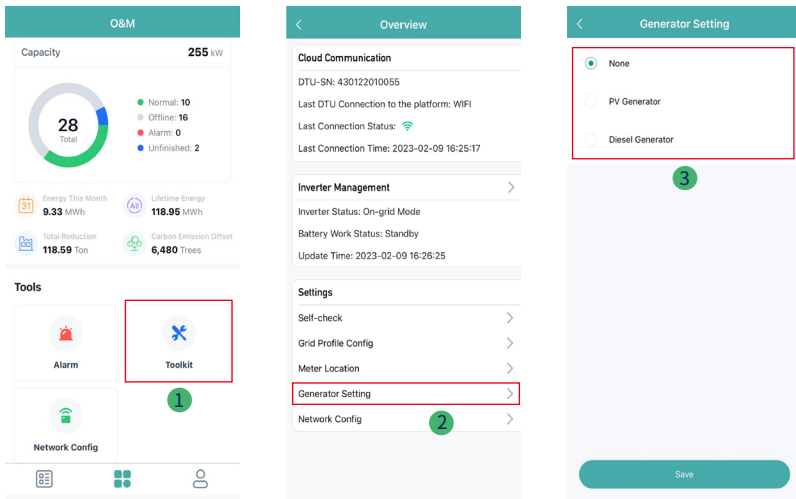 O&M
Capacity 255 kW
28
Total
Normal: 10
Offline: 16
Alarm: 0
Unfinished: 2
31
Energy This Month
9.33 MWh
All
Lifetime Energy
118.95 MWh
Total Reduction
118.59 Ton
Carbon Emission Offset
6,480 Trees
Tools
Alarm
Toolkit
1
Network Config
Overview
Cloud Communication
DTU-SN: 430122010055
Last DTU Connection to the platform: WIFI
Last Connection Status:
Last Connection Time: 2023-02-09 16:25:17
Inverter Management
Inverter Status: On-grid Mode
Battery Work Status: Standby
Update Time: 2023-02-09 16:26:25
Settings
Self-check
Grid Profile Config
Meter Location
Generator Setting
Network Config
2
Generator Setting
None
PV Generator
Diesel Generator
3
Save